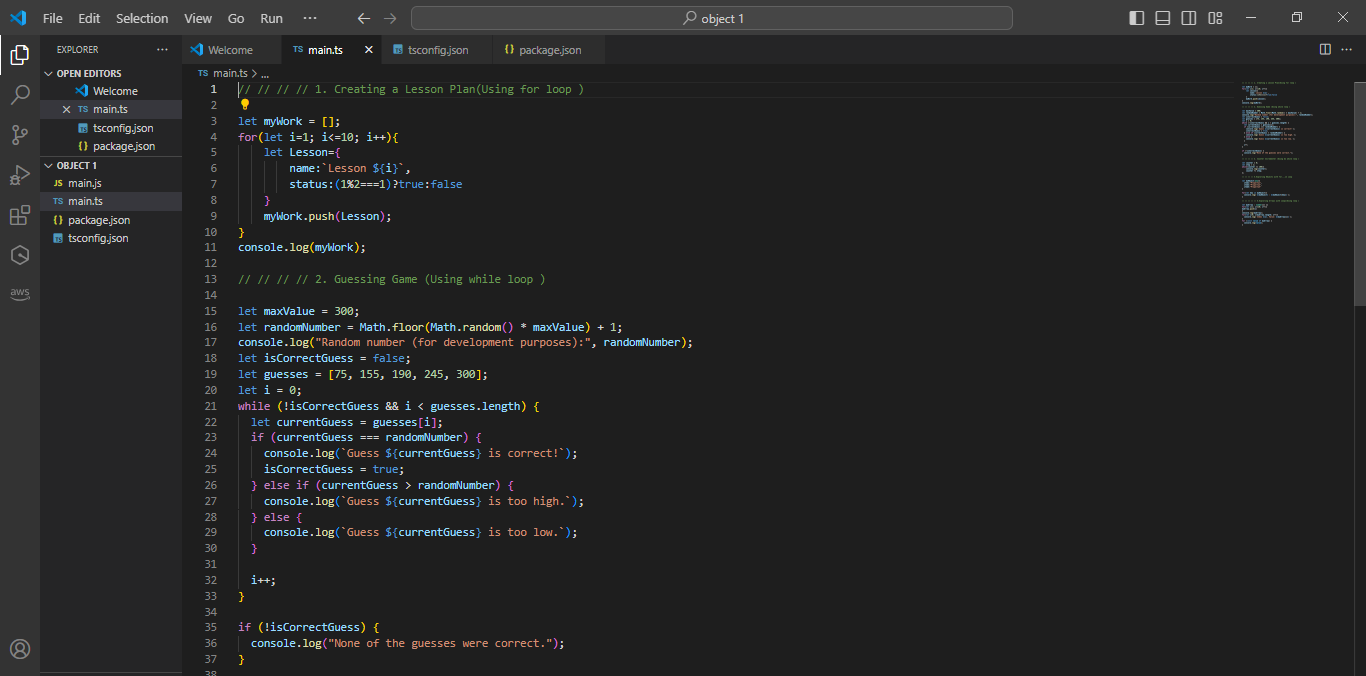 File Edit Selection View Go Run ··· object 1
EXPLORER ···
OPEN EDITORS
Welcome
TS main.ts
tsconfig.json
{} package.json
OBJECT 1
JS main.js
TS main.ts
{} package.json
tsconfig.json
aws
Welcome TS main.ts tsconfig.json {} package.json ···
TS main.ts > ...
1 // // // // 1. Creating a Lesson Plan(Using for loop )
2
3 let myWork = [];
4 for(let i=1; i<=10; i++){
5 let Lesson={
6 name:`Lesson ${i}`,
7 status:(1%2===1)?true:false
8 }
9 myWork.push(Lesson);
10 }
11 console.log(myWork);
12
13 // // // // 2. Guessing Game (Using while loop )
14
15 let maxValue = 300;
16 let randomNumber = Math.floor(Math.random() * maxValue) + 1;
17 console.log("Random number (for development purposes):", randomNumber);
18 let isCorrectGuess = false;
19 let guesses = [75, 155, 190, 245, 300];
20 let i = 0;
21 while (!isCorrectGuess && i < guesses.length) {
22 let currentGuess = guesses[i];
23 if (currentGuess === randomNumber) {
24 console.log(`Guess ${currentGuess} is correct!`);
25 isCorrectGuess = true;
26 } else if (currentGuess > randomNumber) {
27 console.log(`Guess ${currentGuess} is too high.`);
28 } else {
29 console.log(`Guess ${currentGuess} is too low.`);
30 }
31
32 i++;
33 }
34
35 if (!isCorrectGuess) {
36 console.log("None of the guesses were correct.");
37 }
38